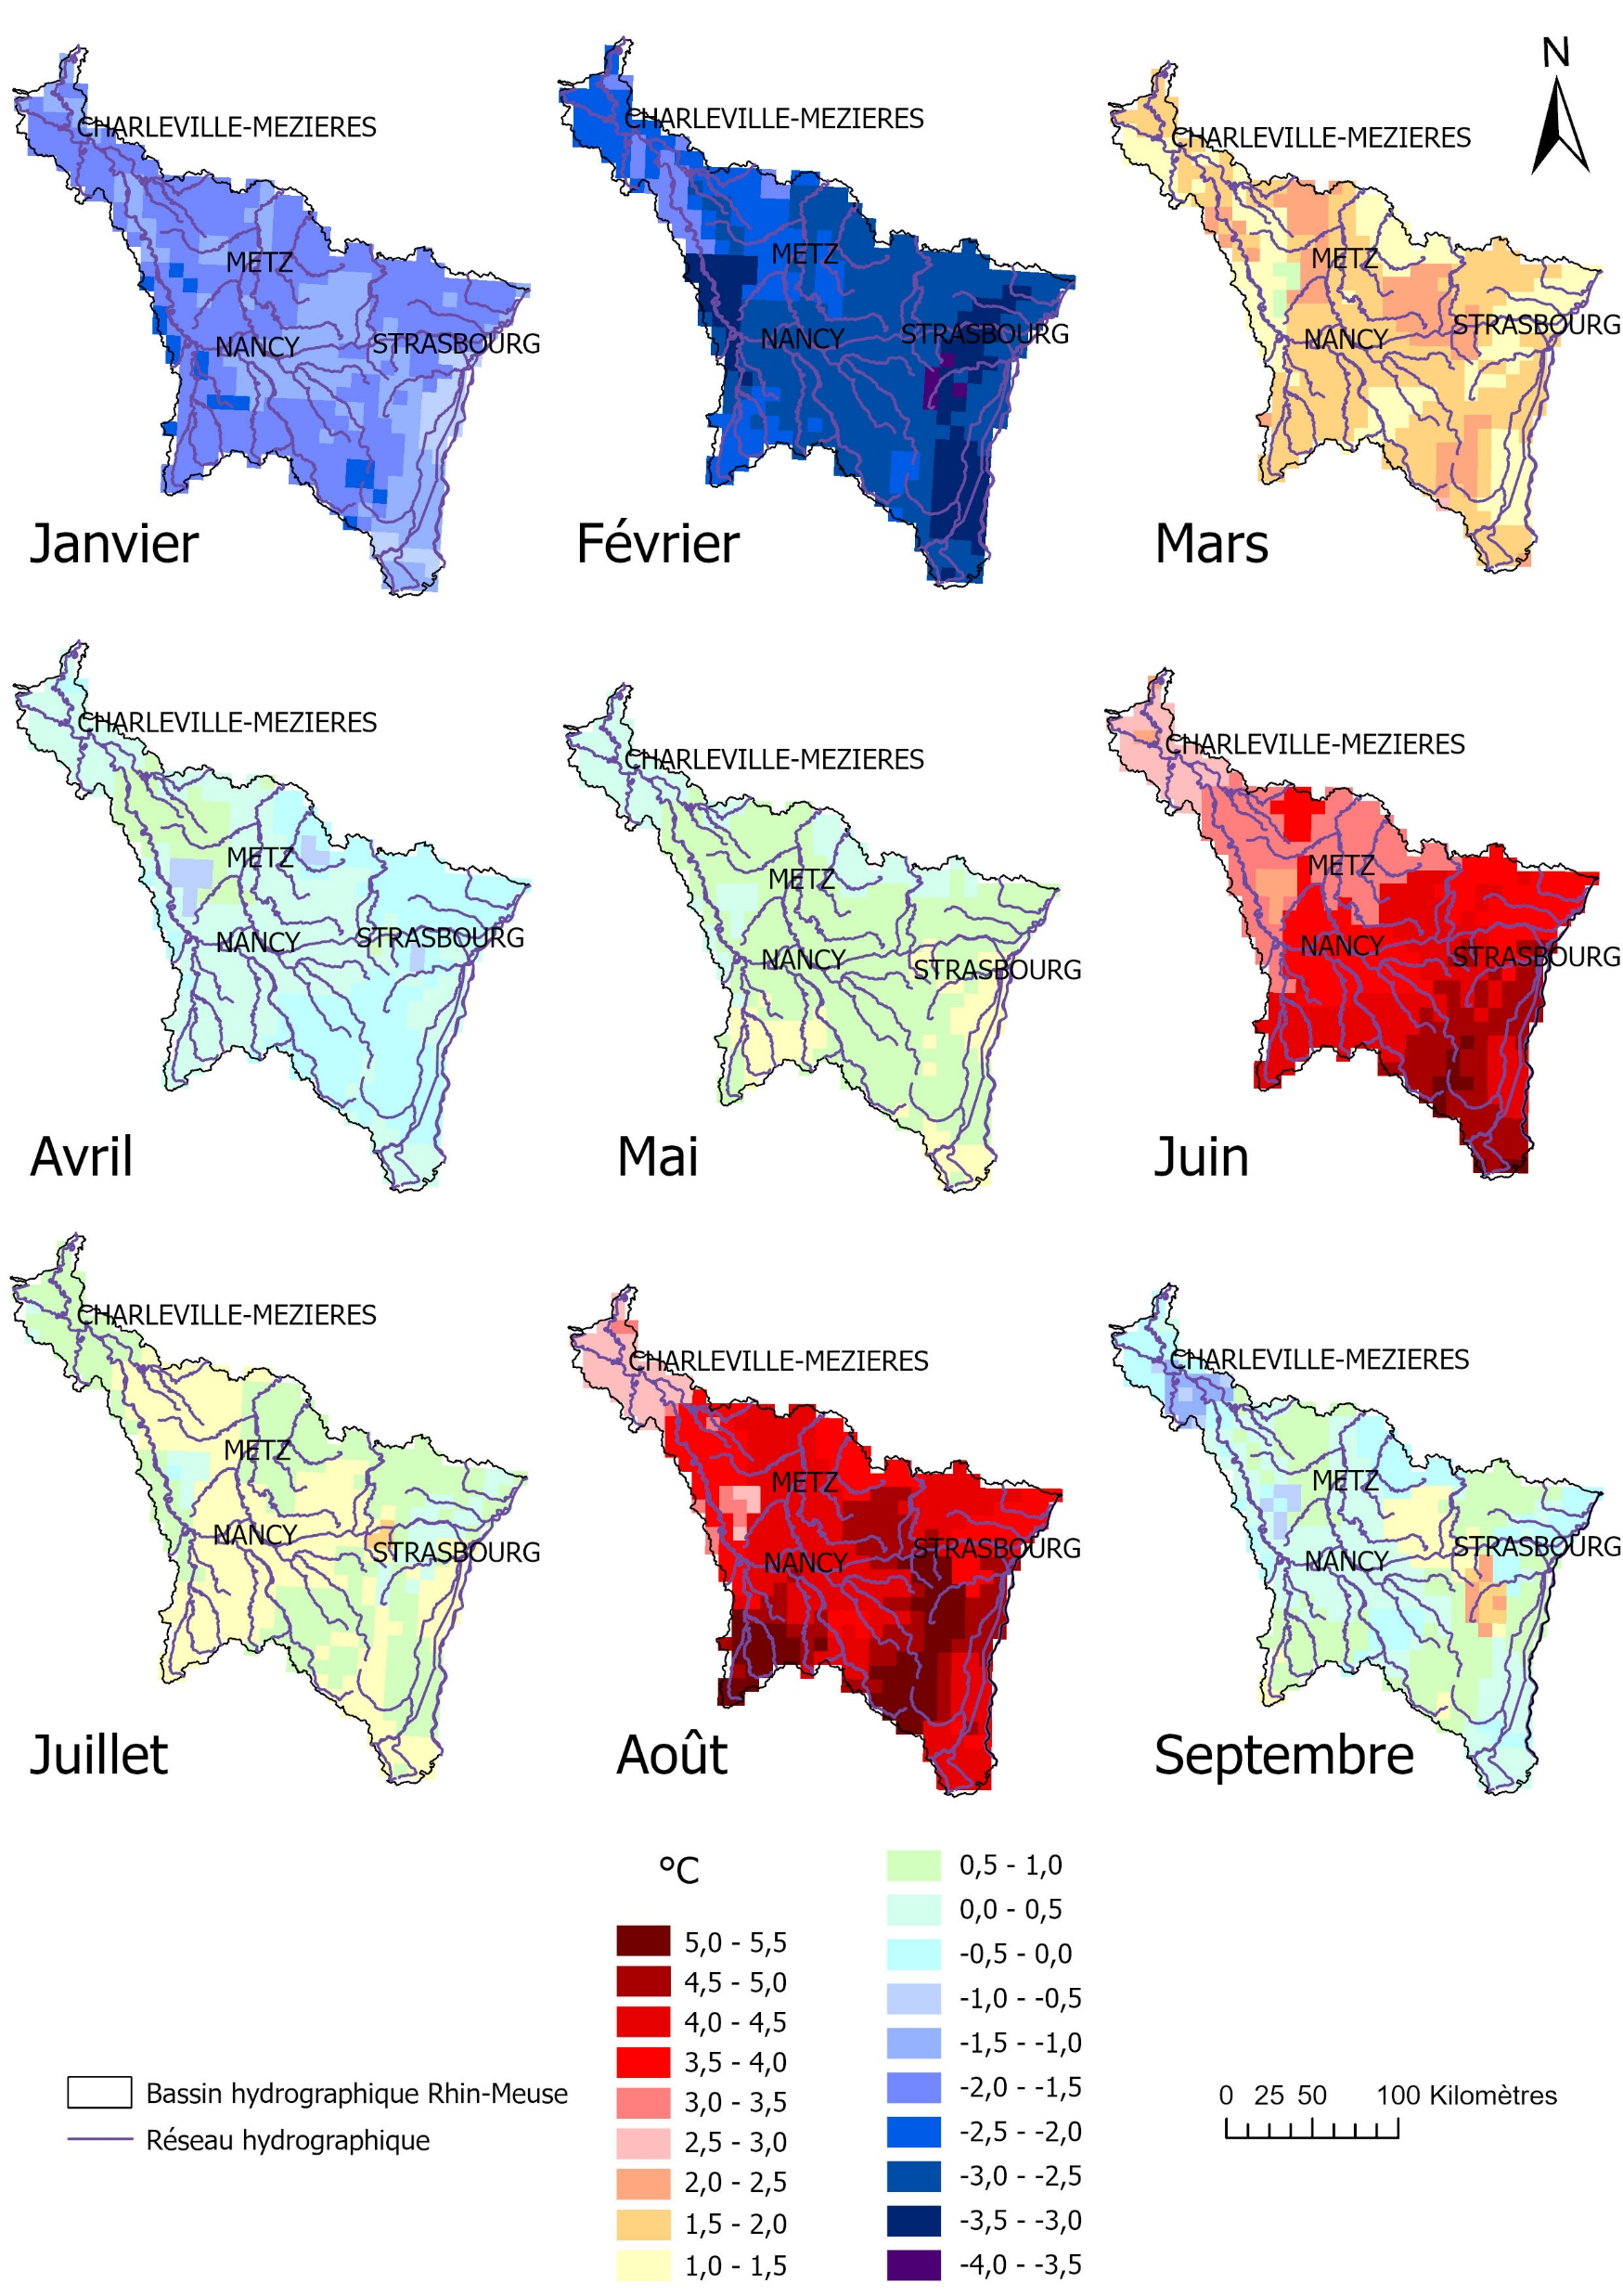 N
CHARLEVILLE-MEZIERES
METZ
NANCY
STRASBOURG
Janvier
CHARLEVILLE-MEZIERES
METZ
NANCY
STRASBOURG
Février
CHARLEVILLE-MEZIERES
METZ
NANCY
STRASBOURG
Mars
CHARLEVILLE-MEZIERES
METZ
NANCY
STRASBOURG
Avril
CHARLEVILLE-MEZIERES
METZ
NANCY
STRASBOURG
Mai
CHARLEVILLE-MEZIERES
METZ
NANCY
STRASBOURG
Juin
CHARLEVILLE-MEZIERES
METZ
NANCY
STRASBOURG
Juillet
CHARLEVILLE-MEZIERES
METZ
NANCY
STRASBOURG
Août
CHARLEVILLE-MEZIERES
METZ
NANCY
STRASBOURG
Septembre
°C
5,0 - 5,5
4,5 - 5,0
4,0 - 4,5
3,5 - 4,0
3,0 - 3,5
2,5 - 3,0
2,0 - 2,5
1,5 - 2,0
1,0 - 1,5
0,5 - 1,0
0,0 - 0,5
-0,5 - 0,0
-1,0 - -0,5
-1,5 - -1,0
-2,0 - -1,5
-2,5 - -2,0
-3,0 - -2,5
-3,5 - -3,0
-4,0 - -3,5
Bassin hydrographique Rhin-Meuse
Réseau hydrographique
0 25 50 100 Kilomètres